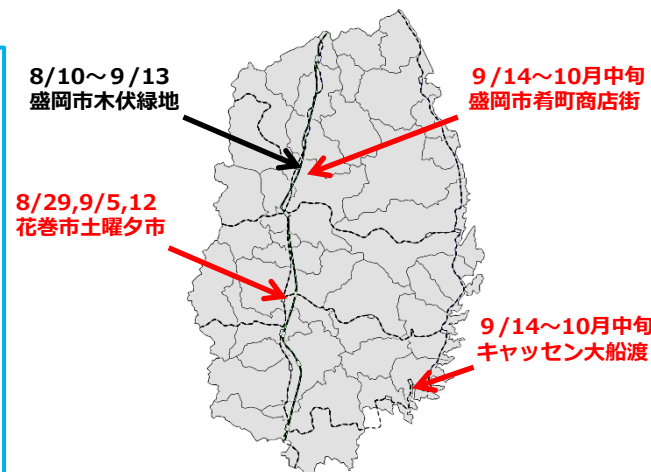 8/10～９/13
盛岡市木伏緑地
９/14～10月中旬
盛岡市肴町商店街
8/29,9/5,12
花巻市土曜夕市
９/14～10月中旬
キャッセン大船渡